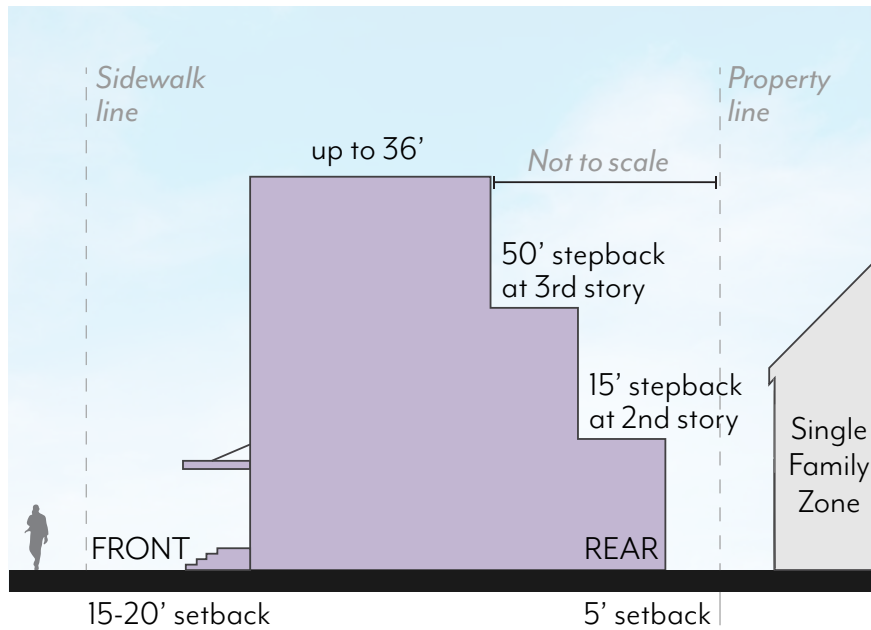 Sidewalk
line
Property
line
up to 36’
Not to scale
50’ stepback
at 3rd story
15’ stepback
at 2nd story
Single
Family
Zone
FRONT
REAR
15-20’ setback
5’ setback